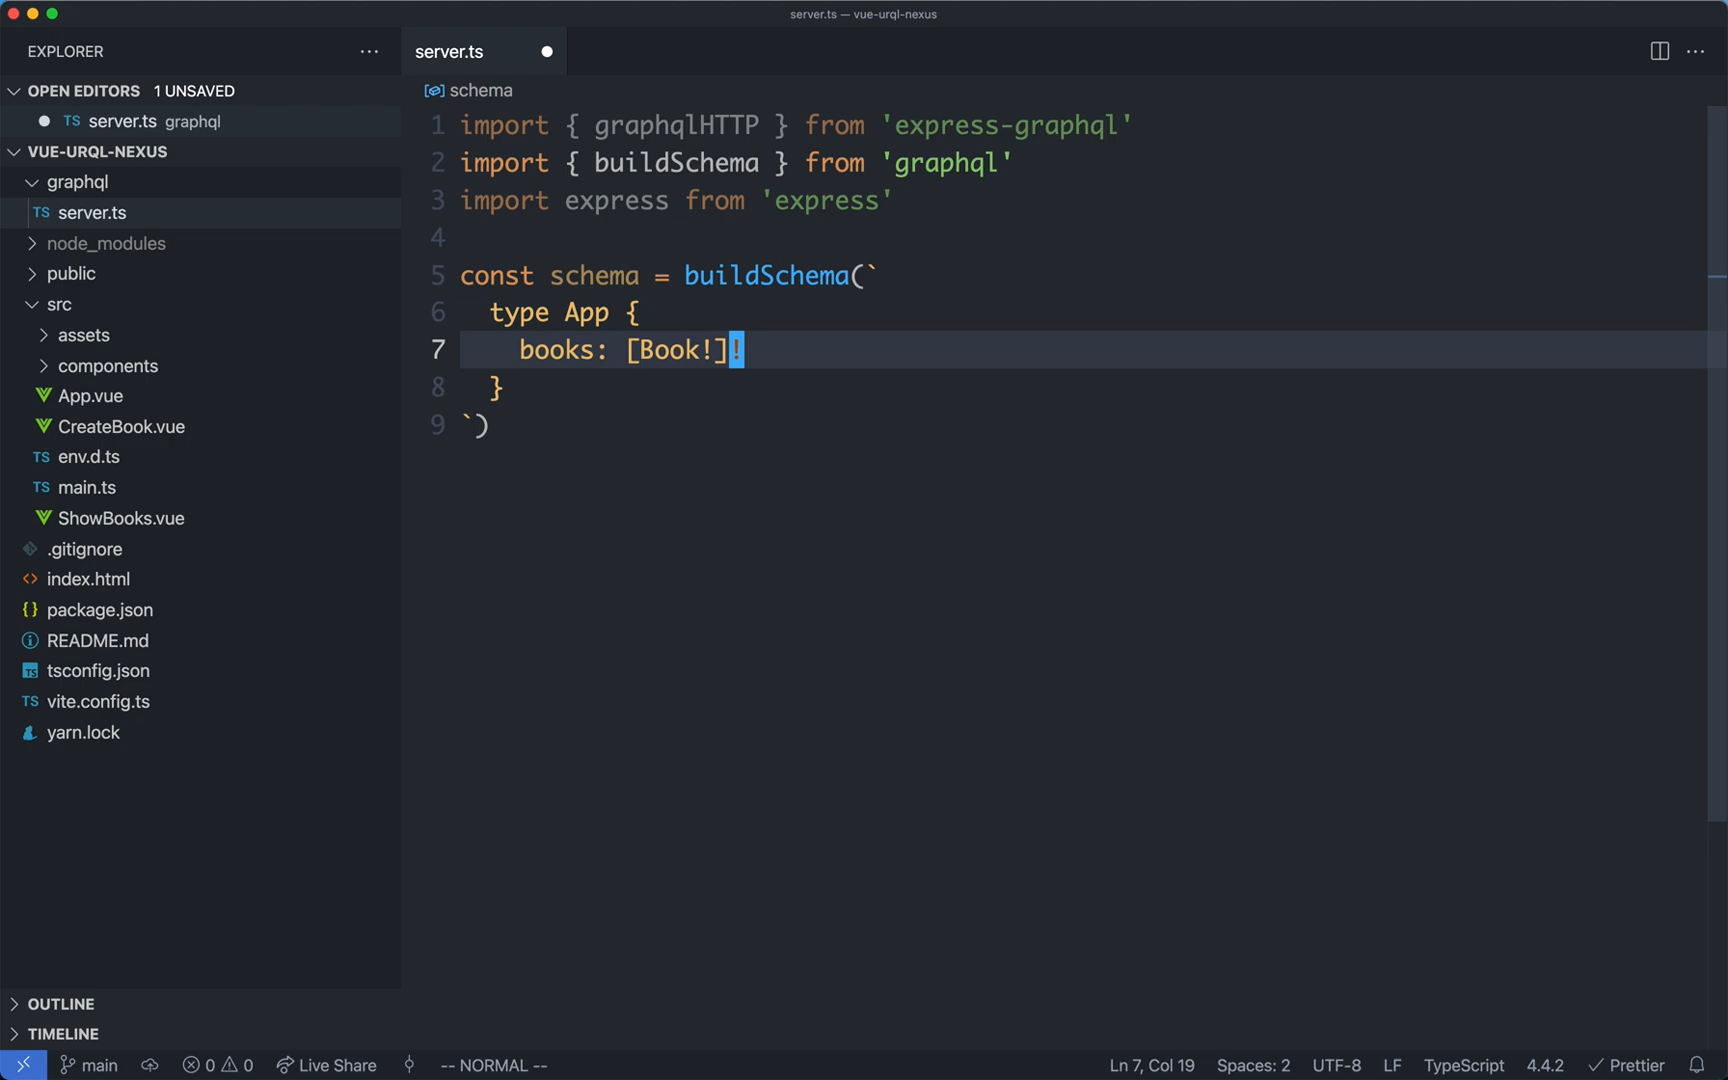 server.ts — vue-urql-nexus
EXPLORER
server.ts
OPEN EDITORS 1 UNSAVED
TS server.ts graphql
VUE-URQL-NEXUS
graphql
TS server.ts
node_modules
public
src
assets
components
App.vue
CreateBook.vue
TS env.d.ts
TS main.ts
ShowBooks.vue
.gitignore
<> index.html
{} package.json
README.md
TS tsconfig.json
TS vite.config.ts
yarn.lock
OUTLINE
TIMELINE
schema
1 import { graphqlHTTP } from 'express-graphql'
2 import { buildSchema } from 'graphql'
3 import express from 'express'
4
5 const schema = buildSchema(`
6 type App {
7 books: [Book!]!
8 }
9 `)
main 0 0 Live Share -- NORMAL -- Ln 7, Col 19 Spaces: 2 UTF-8 LF TypeScript 4.4.2 Prettier